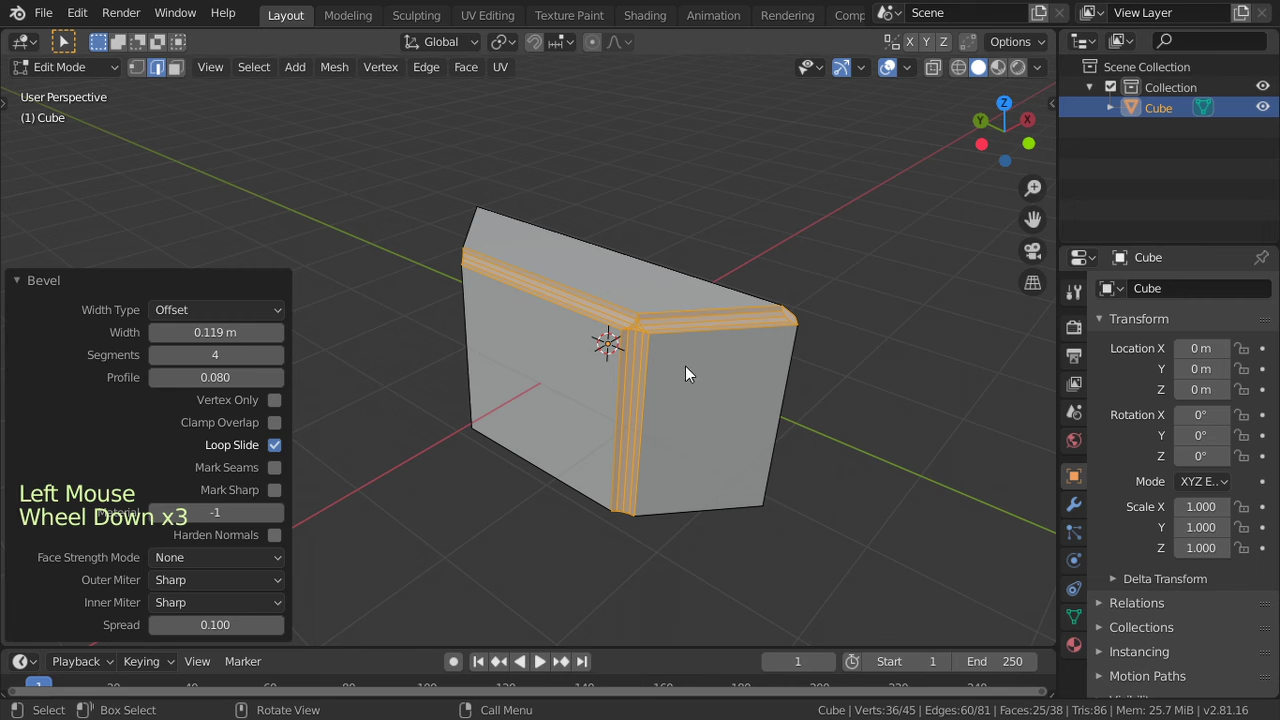 File Edit Render Window Help Layout Modeling Sculpting UV Editing Texture Paint Shading Animation Rendering Comp Scene View Layer
Global X Y Z Options
Edit Mode View Select Add Mesh Vertex Edge Face UV
Scene Collection
Collection
Cube
User Perspective
(1) Cube
Z
Y
X
Bevel
Width Type Offset
Width 0.119 m
Segments 4
Profile 0.080
Vertex Only
Clamp Overlap
Loop Slide
Mark Seams
Mark Sharp
-1
Harden Normals
Face Strength Mode None
Outer Miter Sharp
Inner Miter Sharp
Spread 0.100
Left Mouse
Wheel Down x3
Cube
Cube
Transform
Location X 0 m
Y 0 m
Z 0 m
Rotation X 0°
Y 0°
Z 0°
Mode XYZ E..
Scale X 1.000
Y 1.000
Z 1.000
Delta Transform
Relations
Collections
Instancing
Motion Paths
Playback Keying View Marker 1 Start 1 End 250
1
Select Box Select Rotate View Call Menu Cube | Verts:36/45 | Edges:60/81 | Faces:25/38 | Tris:86 | Mem: 25.7 MiB | v2.81.16